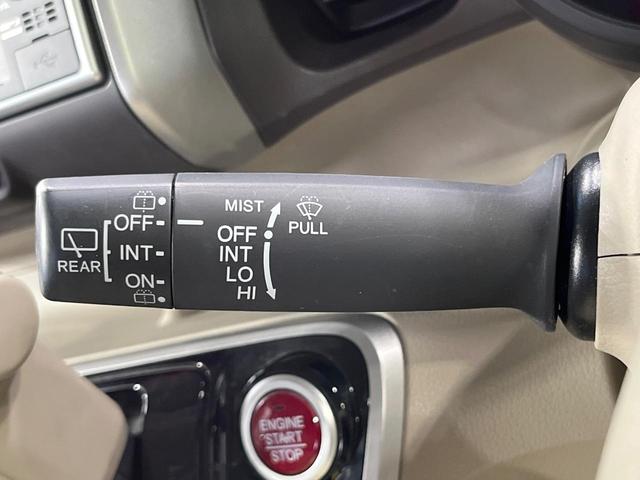 MIST
PULL
OFF
INT
LO
HI
OFF
INT
ON
REAR
ENGINE
START
STOP